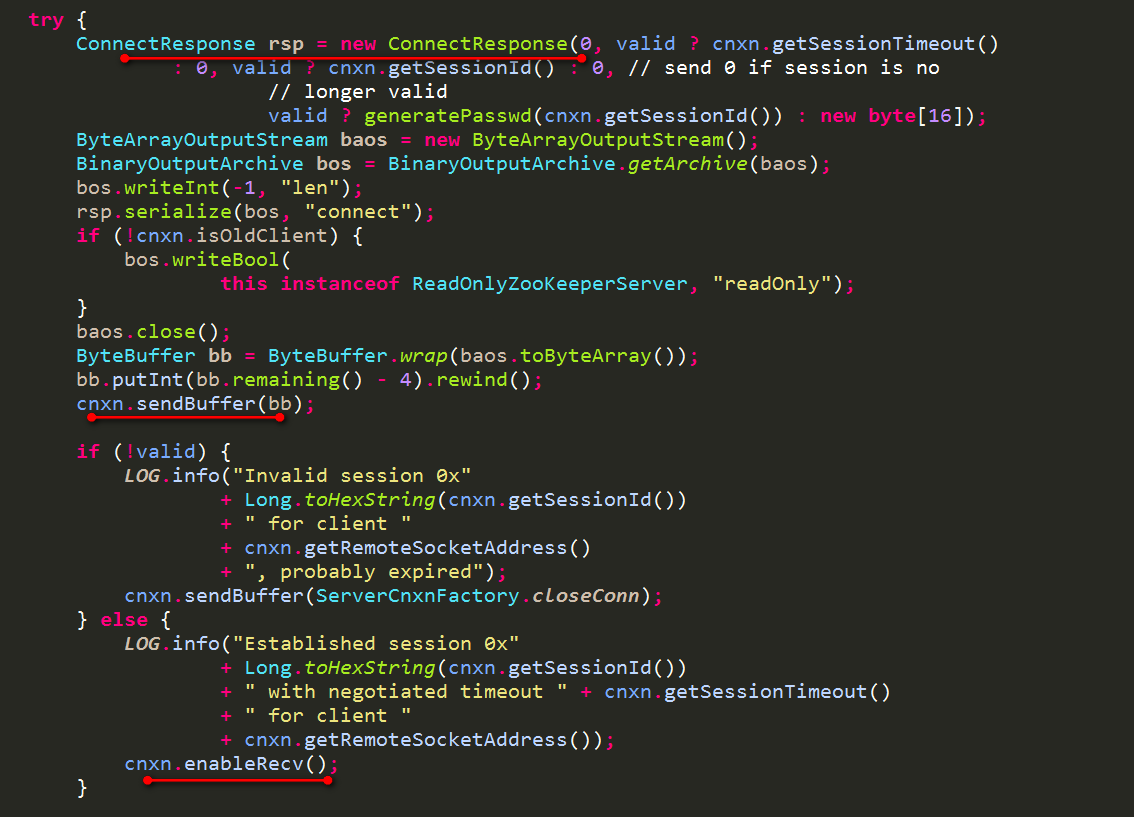 try {
ConnectResponse rsp = new ConnectResponse(0, valid ? cnxn.getSessionTimeout()
: 0, valid ? cnxn.getSessionId() : 0, // send 0 if session is no
// longer valid
valid ? generatePasswd(cnxn.getSessionId()) : new byte[16]);
ByteArrayOutputStream baos = new ByteArrayOutputStream();
BinaryOutputArchive bos = BinaryOutputArchive.getArchive(baos);
bos.writeInt(-1, "len");
rsp.serialize(bos, "connect");
if (!cnxn.isOldClient) {
bos.writeBool(
this instanceof ReadOnlyZooKeeperServer, "readOnly");
}
baos.close();
ByteBuffer bb = ByteBuffer.wrap(baos.toByteArray());
bb.putInt(bb.remaining() - 4).rewind();
cnxn.sendBuffer(bb);
if (!valid) {
LOG.info("Invalid session 0x"
+ Long.toHexString(cnxn.getSessionId())
+ " for client "
+ cnxn.getRemoteSocketAddress()
+ ", probably expired");
cnxn.sendBuffer(ServerCnxnFactory.closeConn);
} else {
LOG.info("Established session 0x"
+ Long.toHexString(cnxn.getSessionId())
+ " with negotiated timeout " + cnxn.getSessionTimeout()
+ " for client "
+ cnxn.getRemoteSocketAddress());
cnxn.enableRecv();
}